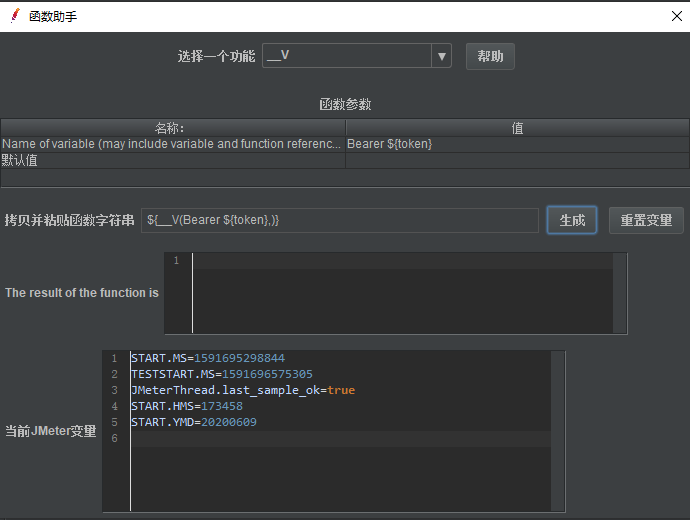 函数助手
选择一个功能 __V 帮助
函数参数
名称: 值
Name of variable (may include variable and function referenc... Bearer ${token}
默认值
拷贝并粘贴函数字符串 ${__V(Bearer ${token},)} 生成 重置变量
1
The result of the function is
1 START.MS=1591695298844
2 TESTSTART.MS=1591696575305
3 JMeterThread.last_sample_ok=true
4 START.HMS=173458
5 START.YMD=20200609
6
当前JMeter变量